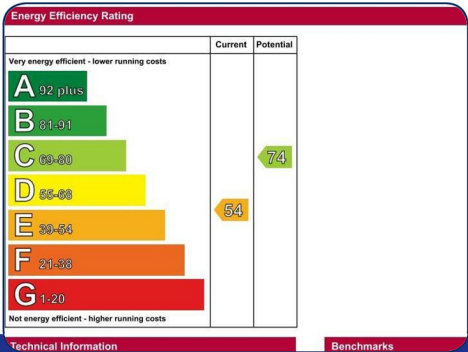 Energy Efficiency Rating
Current Potential
Very energy efficient - lower running costs
A 92 plus
B 81-91
C 69-80
74
D 55-68
54
E 39-54
F 21-38
G 1-20
Not energy efficient - higher running costs
Technical Information
Benchmarks